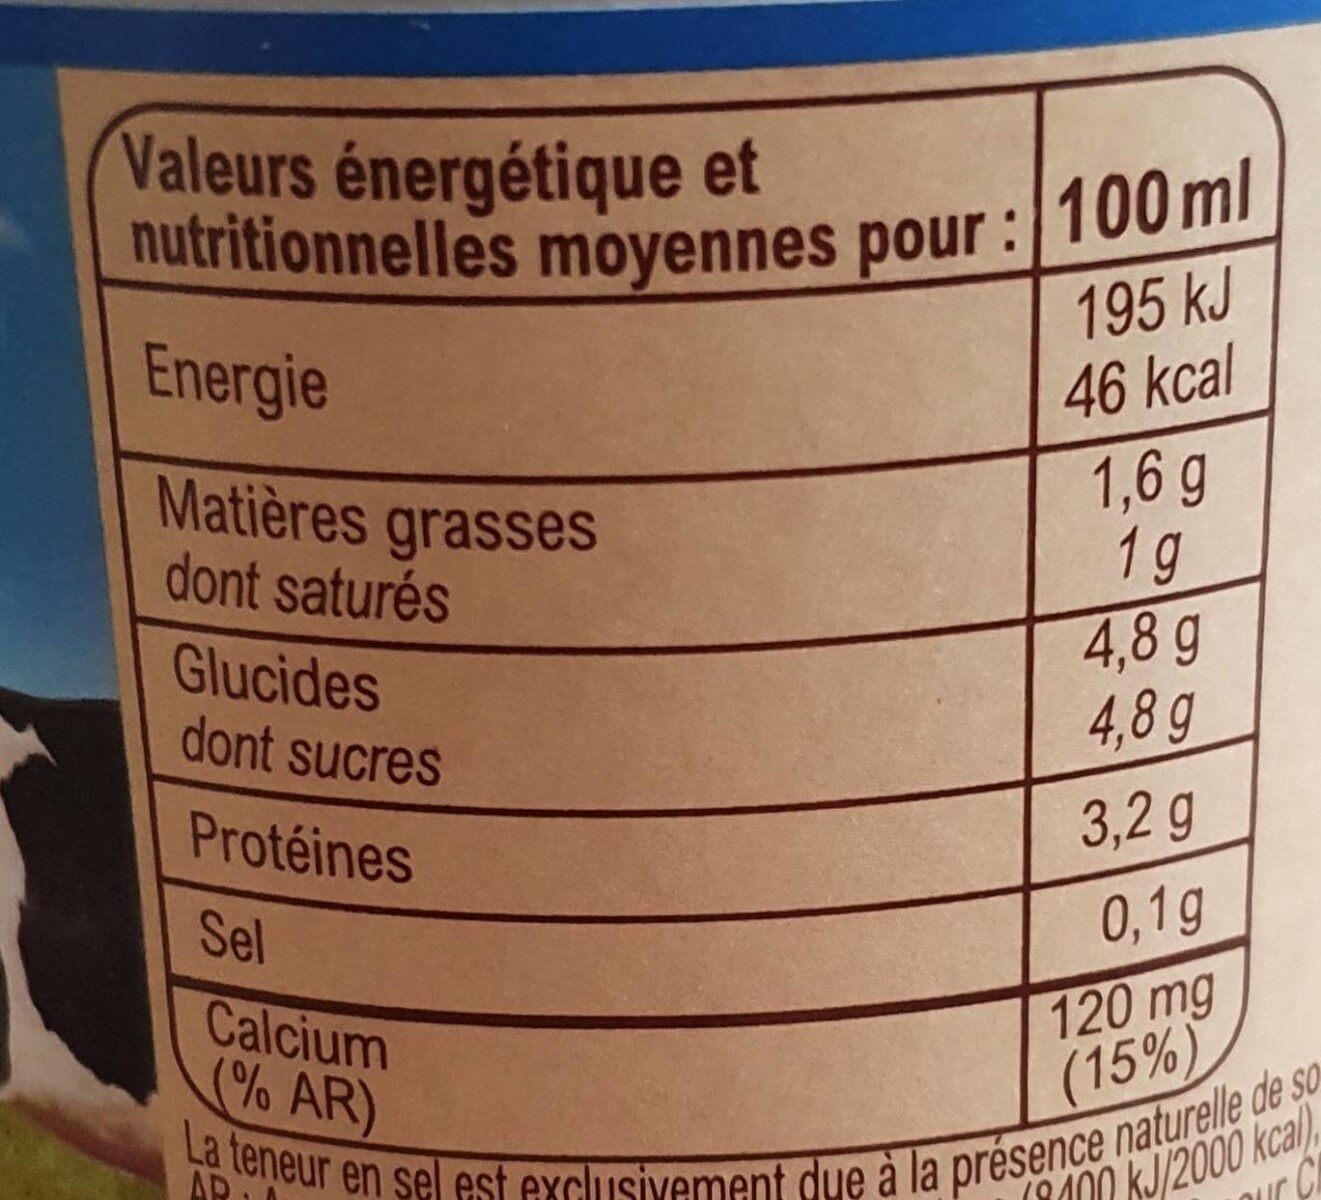 Valeurs énergétique et
nutritionnelles moyennes pour : 100 ml
Energie 195 kJ
46 kcal
Matières grasses 1,6 g
dont saturés 1 g
Glucides 4,8 g
dont sucres 4,8 g
Protéines 3,2 g
Sel 0,1 g
Calcium 120 mg
(% AR) (15%)
La teneur en sel est exclusivement due à la présence naturelle de
(8400 kJ/2000 kcal),